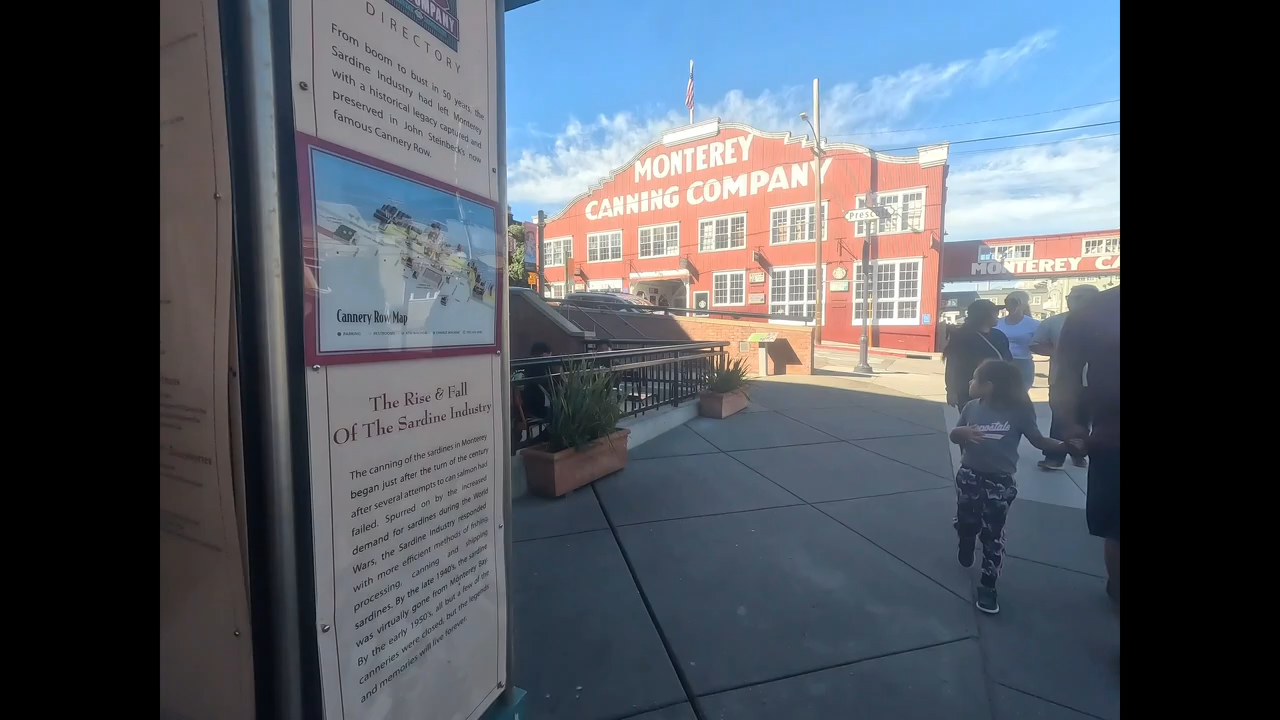 COMPANY
DIRECTORY
From boom to bust in 50 years, the
Sardine Industry had left Monterey
with a historical legacy captured and
preserved in John Steinbeck's now
famous Cannery Row.
Cannery Row Map
The Rise & Fall
Of The Sardine Industry
The canning of the sardines in Monterey
began just after the turn of the century
after several attempts to can salmon had
failed. Spurred on by the increased
demand for sardines during the World
Wars, the Sardine Industry responded
with more efficient methods of fishing
processing, canning and shipping
sardines. By the late 1940's, the sardine
was virtually gone from Monterey Bay.
By the early 1950's, all but a few of the
canneries were closed, but the legends
and memories will live forever.
MONTEREY
CANNING COMPANY
Presc
MONTEREY CA